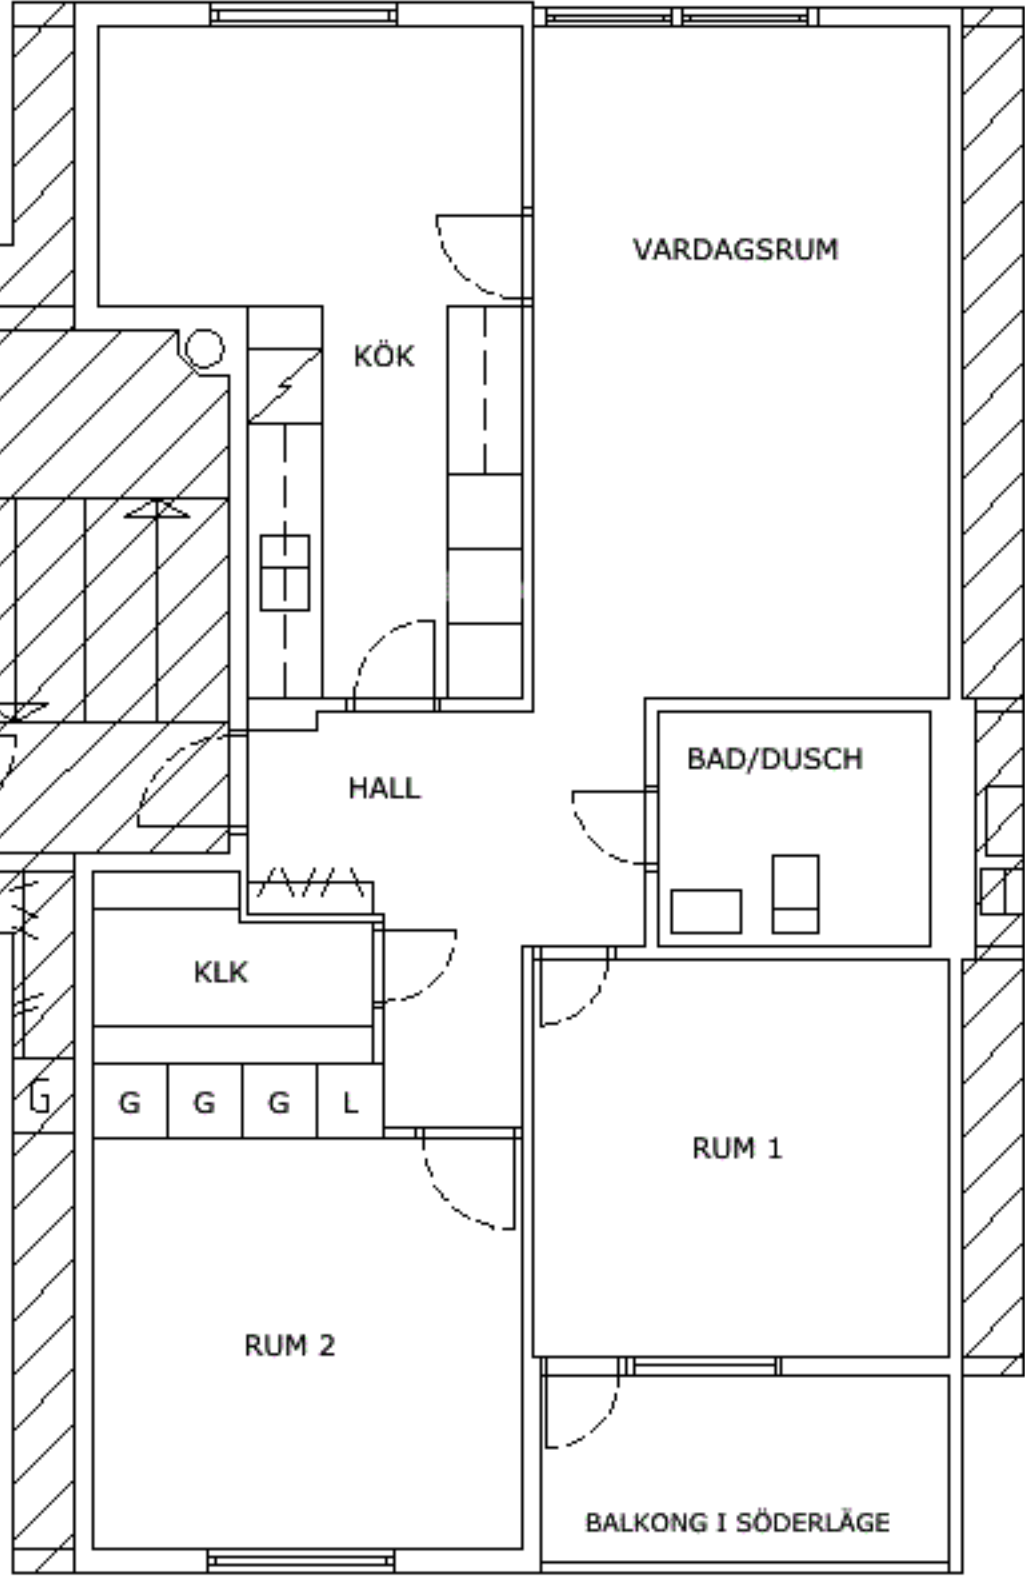 VARDAGSRUM
KÖK
BAD/DUSCH
HALL
KLK
G
G G G L
RUM 1
RUM 2
BALKONG I SÖDERLÄGE